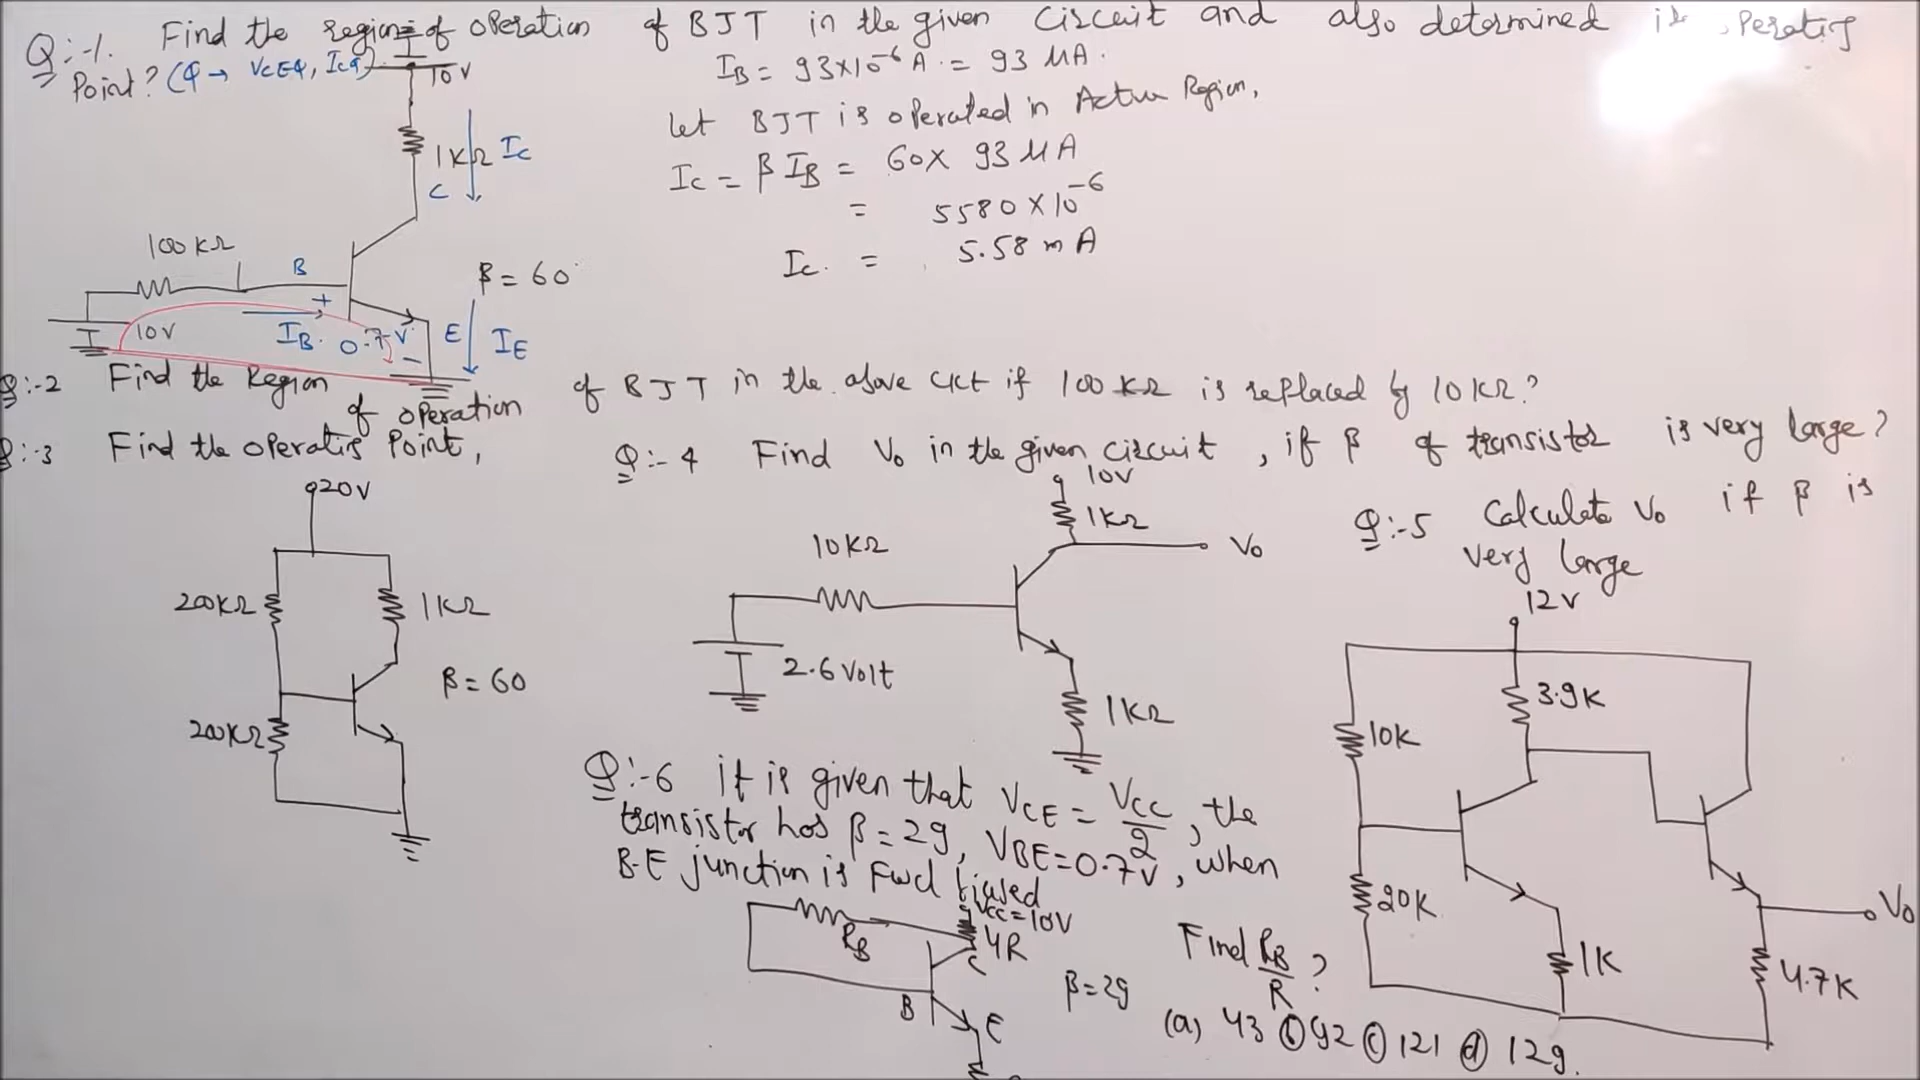 Q:-1. Find the region of operation of BJT in the given circuit and also determined it perating
Point? (Q → VCEQ, ICQ).
10V
1KΩ IC
C
100KΩ
B
β = 60
+
10V
IB. 0.7V
−
E
IE
IB = 93×10⁻⁶ A. = 93 μA.
Let BJT is operated in Active Region,
IC = β IB = 60× 93 μA
= 5580×10⁻⁶
IC. = 5.58 mA
Q:-2 Find the Region of operation of BJT in the above ckt if 100KΩ is replaced by 10KΩ?
Q:-3 Find the operating Point,
20V
200KΩ
1KΩ
β = 60
200KΩ
Q:-4 Find Vo in the given circuit, if β of transistor is very large?
10V
1KΩ
10KΩ
Vo
2.6 Volt
1KΩ
Q:-5 Calculate Vo if β is
very large
12V
3.9K
10K
20K
1K
Vo
4.7K
Q:-6 it is given that VCE = VCC/2, the
transistor has β = 29, VBE = 0.7V, when
B-E junction is Fwd biased
VCC = 10V
RB
4R
C
B
E
β = 29
Find RB/R ?
(a) 43 (b) 92 (c) 121 (d) 129.